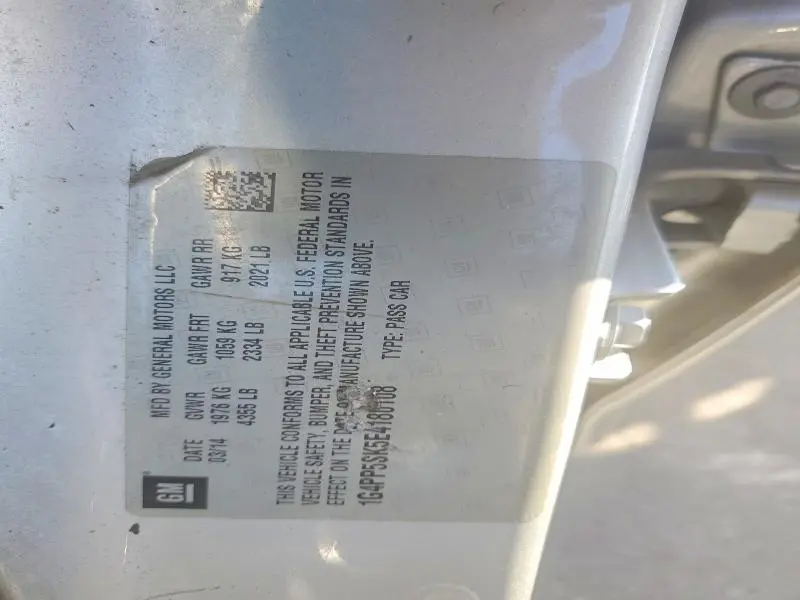 GM
MFD BY GENERAL MOTORS LLC
DATE GVWR GAWR FRT GAWR RR
03/14 1976 KG 1059 KG 917 KG
4355 LB 2334 LB 2021 LB
THIS VEHICLE CONFORMS TO ALL APPLICABLE U.S. FEDERAL MOTOR
VEHICLE SAFETY, BUMPER, AND THEFT PREVENTION STANDARDS IN
EFFECT ON THE DATE OF MANUFACTURE SHOWN ABOVE.
1G4PP5SK5E4180108 TYPE: PASS CAR